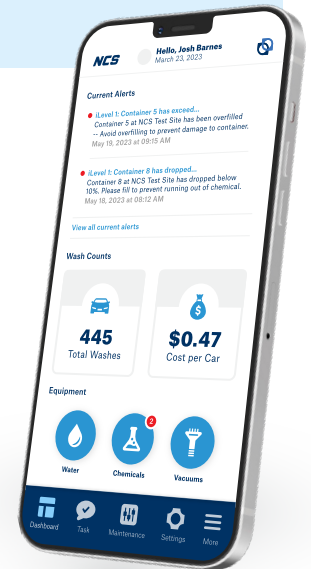 NCS
Hello, Josh Barnes
March 23, 2023
Current Alerts
iLevel 1: Container 5 has exceed...
Container 5 at NCS Test Site has been overfilled
-- Avoid overfilling to prevent damage to container.
May 19, 2023 at 09:15 AM
iLevel 1: Container 8 has dropped...
Container 8 at NCS Test Site has dropped below
10%. Please fill to prevent running out of chemical.
May 18, 2023 at 08:12 AM
View all current alerts
Wash Counts
445
Total Washes
$
$0.47
Cost per Car
Equipment
2
Water
Chemicals
Vacuums
Dashboard
Task
Maintenance
Settings
More